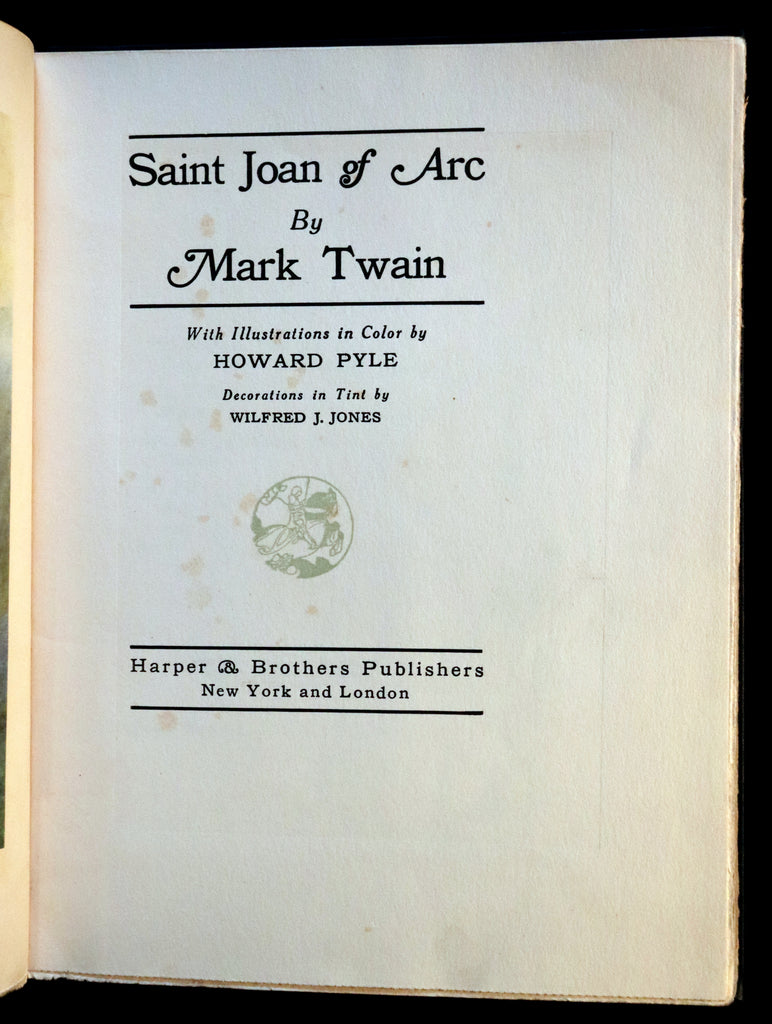 Saint Joan of Arc
By
Mark Twain
With Illustrations in Color by
HOWARD PYLE
Decorations in Tint by
WILFRED J. JONES
Harper & Brothers Publishers
New York and London